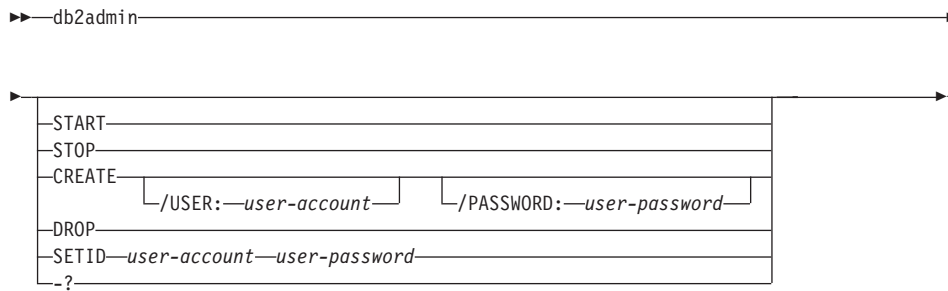 db2admin
START
STOP
CREATE
/USER: user-account /PASSWORD: user-password
DROP
SETID user-account user-password
-?